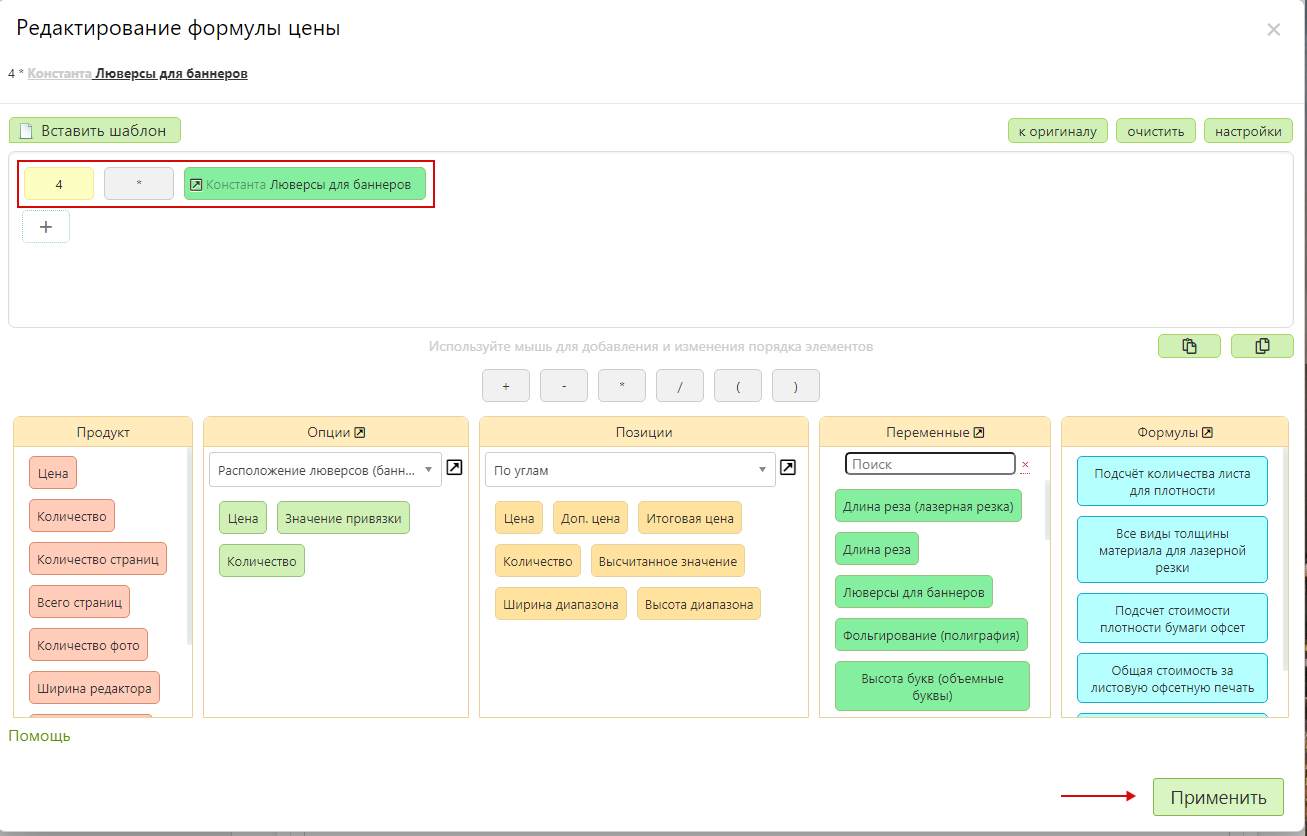 Редактирование формулы цены
×
4 * Константа Люверсы для баннеров
Вставить шаблон
к оригиналу
очистить
настройки
4
*
Константа Люверсы для баннеров
+
Используйте мышь для добавления и изменения порядка элементов
+
-
*
/
(
)
Продукт
Цена
Количество
Количество страниц
Всего страниц
Количество фото
Ширина редактора
Опции
Расположение люверсов (банн...
Цена
Значение привязки
Количество
Позиции
По углам
Цена
Доп. цена
Итоговая цена
Количество
Высчитанное значение
Ширина диапазона
Высота диапазона
Переменные
Поиск
×
Длина реза (лазерная резка)
Длина реза
Люверсы для баннеров
Фольгирование (полиграфия)
Высота букв (объемные
буквы)
Формулы
Подсчёт количества листа
для плотности
Все виды толщины
материала для лазерной
резки
Подсчет стоимости
плотности бумаги офсет
Общая стоимость за
листовую офсетную печать
Помощь
Применить